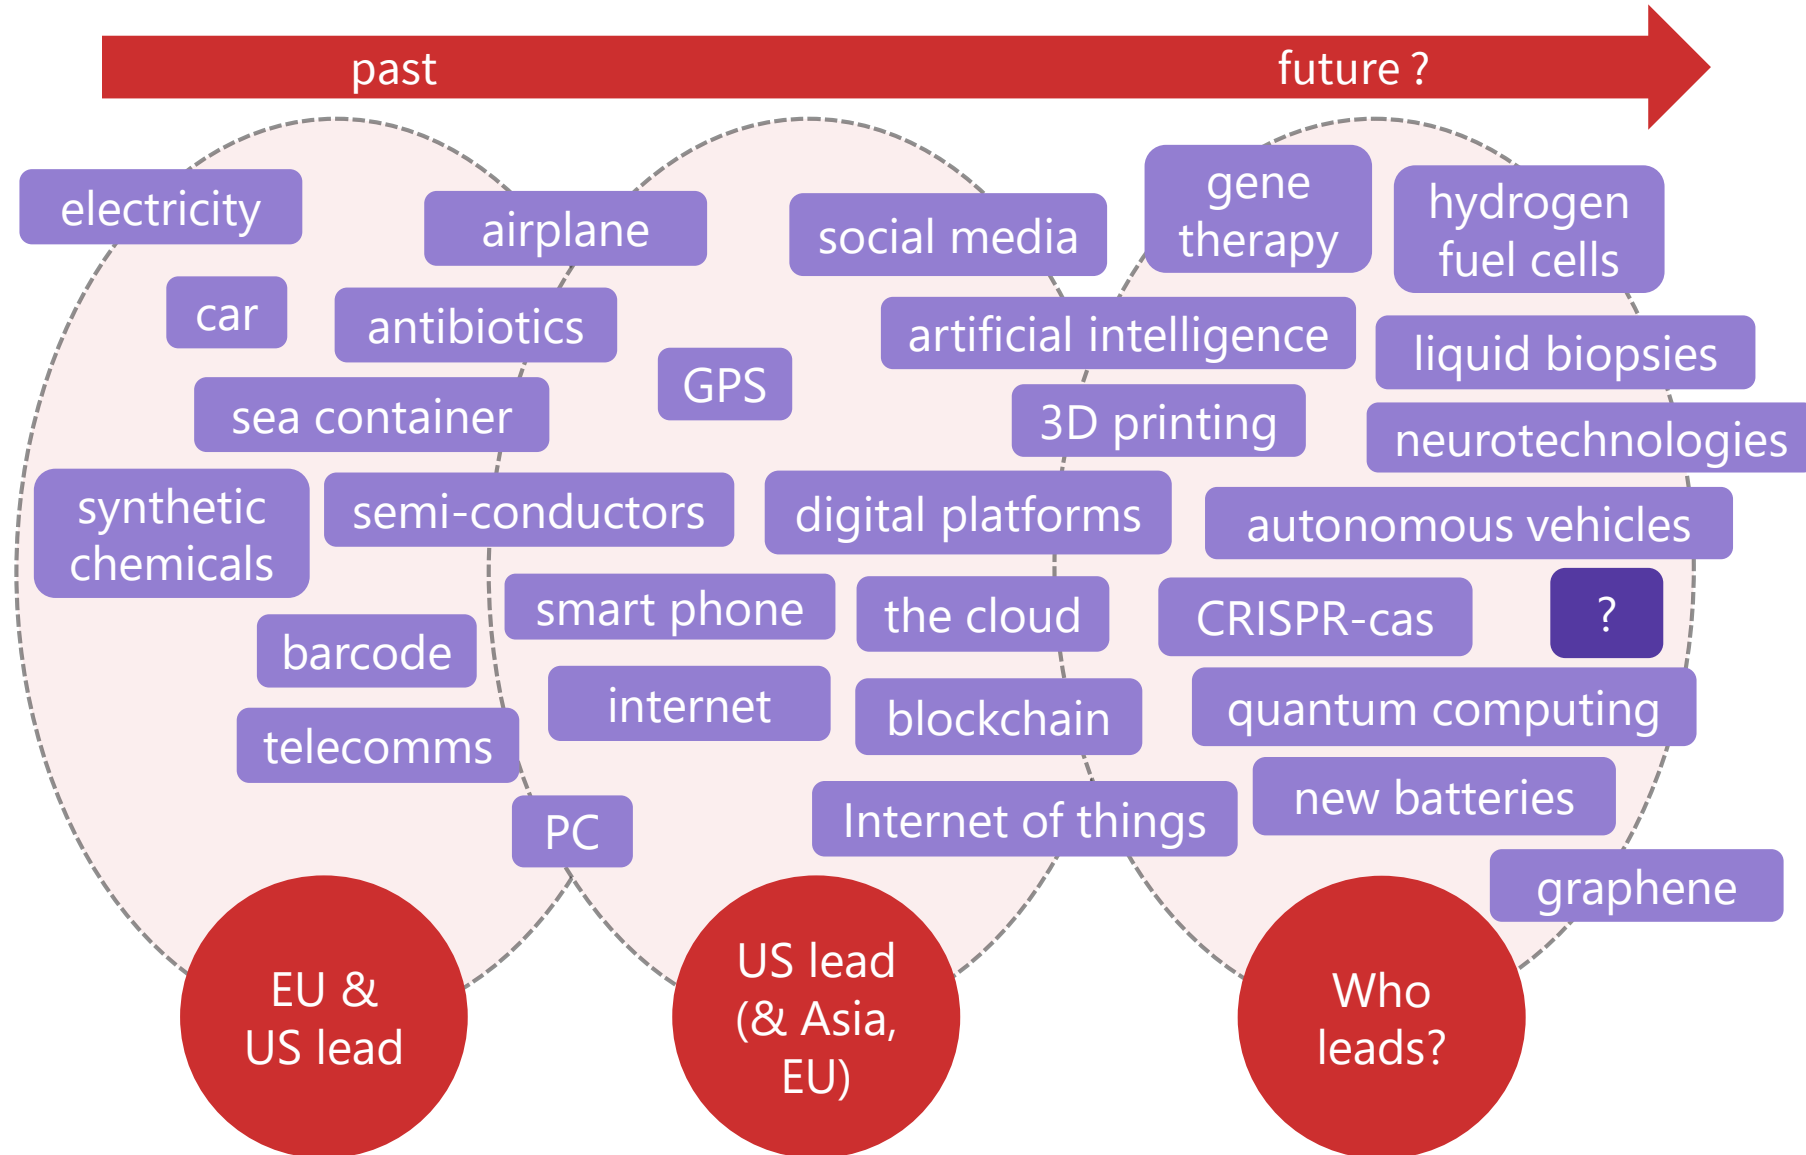 past
future ?
electricity
airplane
social media
gene
therapy
hydrogen
fuel cells
car
antibiotics
GPS
artificial intelligence
liquid biopsies
sea container
3D printing
neurotechnologies
synthetic
chemicals
semi-conductors
digital platforms
autonomous vehicles
smart phone
the cloud
CRISPR-cas
?
barcode
internet
blockchain
quantum computing
telecomms
PC
Internet of things
new batteries
graphene
EU &
US lead
US lead
(& Asia,
EU)
Who
leads?